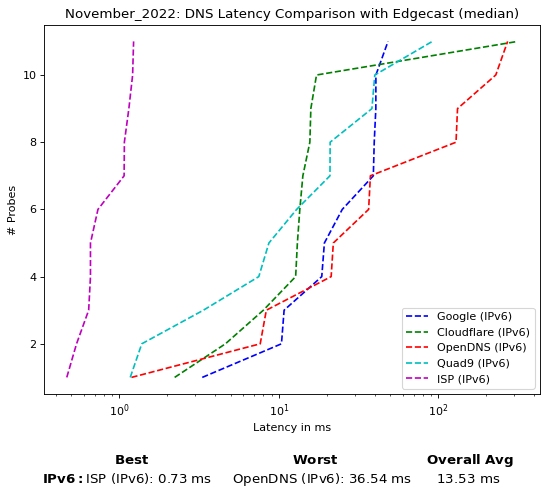 November_2022: DNS Latency Comparison with Edgecast (median)
# Probes
10
8
6
4
2
Google (IPv6)
Cloudflare (IPv6)
OpenDNS (IPv6)
Quad9 (IPv6)
ISP (IPv6)
10⁰ 10¹ 10²
Latency in ms
Best Worst Overall Avg
IPv6: ISP (IPv6): 0.73 ms OpenDNS (IPv6): 36.54 ms 13.53 ms